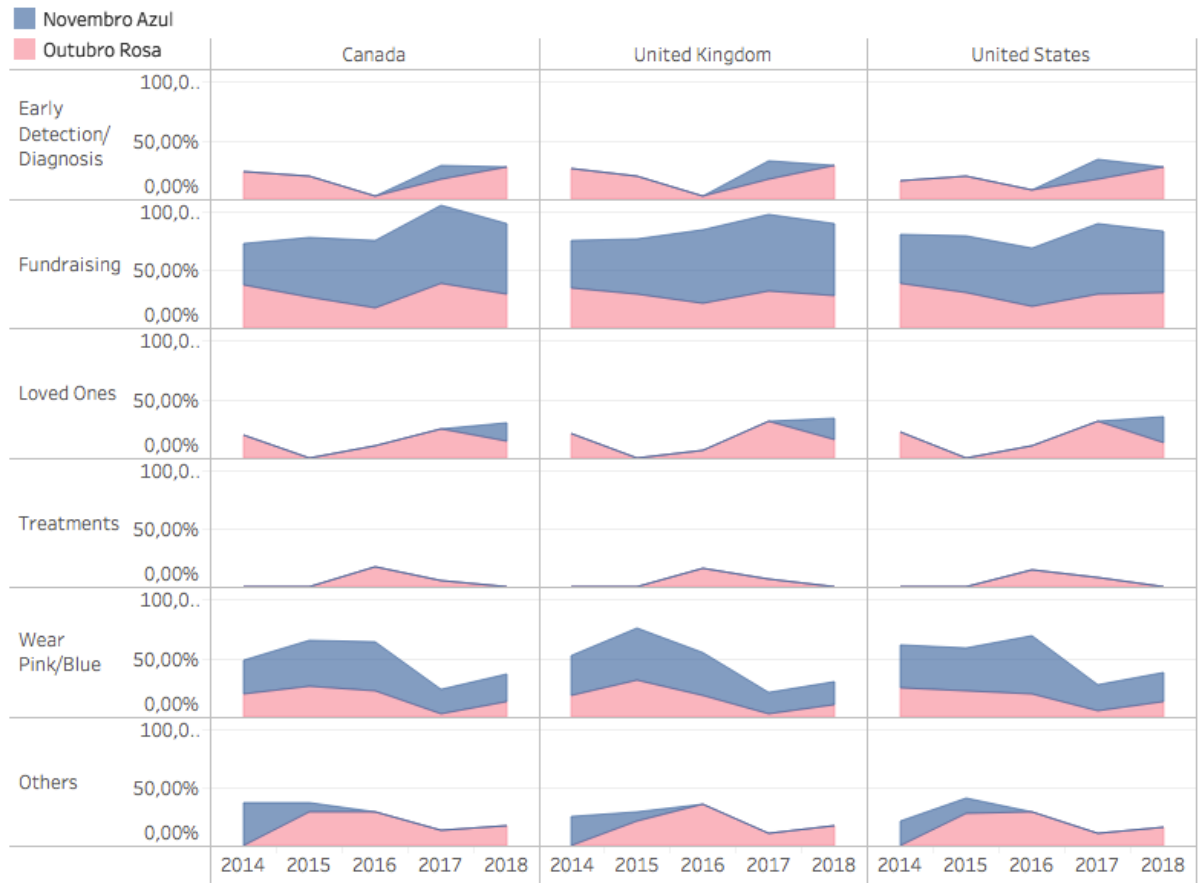 Novembro Azul
Outubro Rosa
Canada
United Kingdom
United States
Early
Detection/
Diagnosis
100,0..
50,00%
0,00%
Fundraising
100,0..
50,00%
0,00%
Loved Ones
100,0..
50,00%
0,00%
Treatments
100,0..
50,00%
0,00%
Wear
Pink/Blue
100,0..
50,00%
0,00%
Others
100,0..
50,00%
0,00%
2014 2015 2016 2017 2018 2014 2015 2016 2017 2018 2014 2015 2016 2017 2018